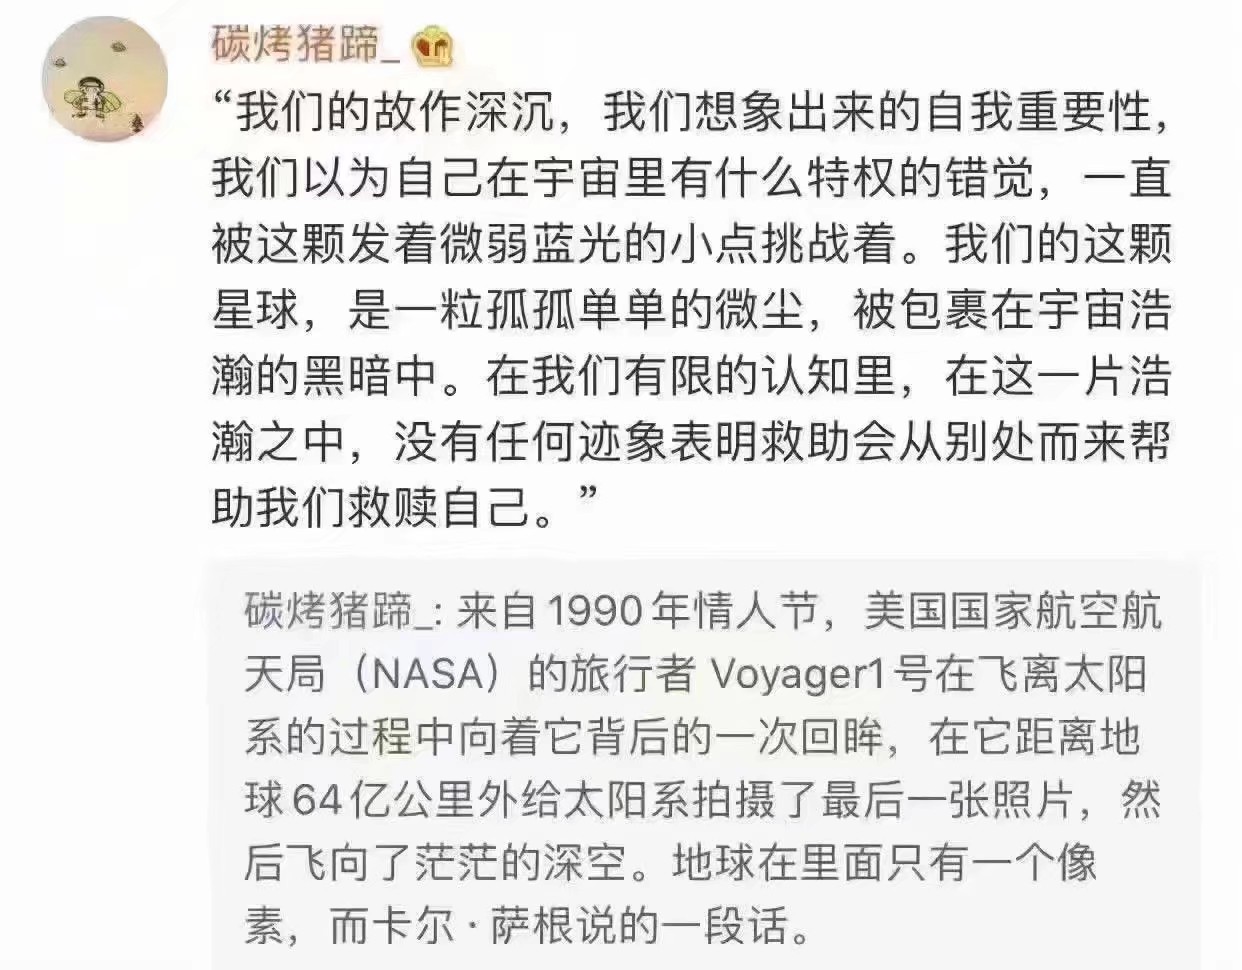 碳烤猪蹄_
“我们的故作深沉，我们想象出来的自我重要性，
我们以为自己在宇宙里有什么特权的错觉，一直
被这颗发着微弱蓝光的小点挑战着。我们的这颗
星球，是一粒孤孤单单的微尘，被包裹在宇宙浩
瀚的黑暗中。在我们有限的认知里，在这一片浩
瀚之中，没有任何迹象表明救助会从别处而来帮
助我们救赎自己。”
碳烤猪蹄_: 来自1990年情人节，美国国家航空航
天局（NASA）的旅行者 Voyager1号在飞离太阳
系的过程中向着它背后的一次回眸，在它距离地
球64亿公里外给太阳系拍摄了最后一张照片，然
后飞向了茫茫的深空。地球在里面只有一个像
素，而卡尔·萨根说的一段话。